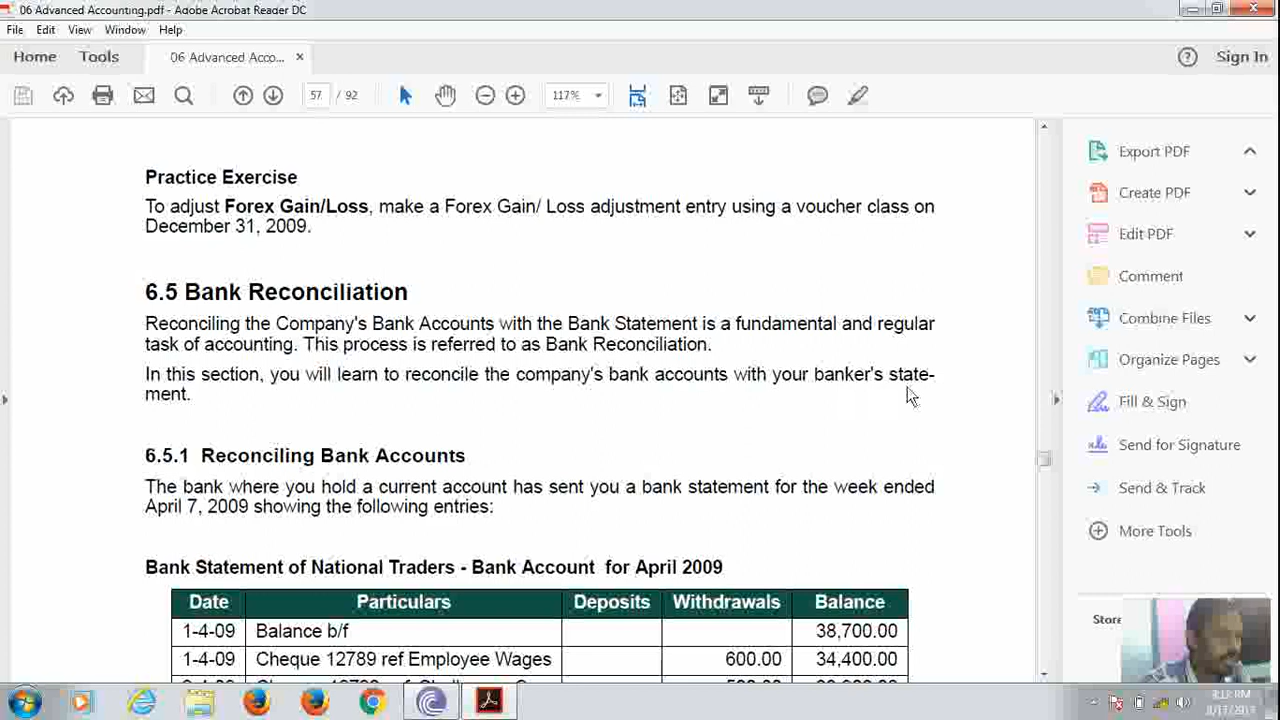 06 Advanced Accounting.pdf - Adobe Acrobat Reader DC
File Edit View Window Help
Home Tools 06 Advanced Acco... × Sign In
57 / 92 117%
Practice Exercise
To adjust Forex Gain/Loss, make a Forex Gain/ Loss adjustment entry using a voucher class on
December 31, 2009.
6.5 Bank Reconciliation
Reconciling the Company's Bank Accounts with the Bank Statement is a fundamental and regular
task of accounting. This process is referred to as Bank Reconciliation.
In this section, you will learn to reconcile the company's bank accounts with your banker's state-
ment.
6.5.1 Reconciling Bank Accounts
The bank where you hold a current account has sent you a bank statement for the week ended
April 7, 2009 showing the following entries:
Bank Statement of National Traders - Bank Account for April 2009
Date Particulars Deposits Withdrawals Balance
1-4-09 Balance b/f 38,700.00
1-4-09 Cheque 12789 ref Employee Wages 600.00 34,400.00
Export PDF
Create PDF
Edit PDF
Comment
Combine Files
Organize Pages
Fill & Sign
Send for Signature
Send & Track
More Tools